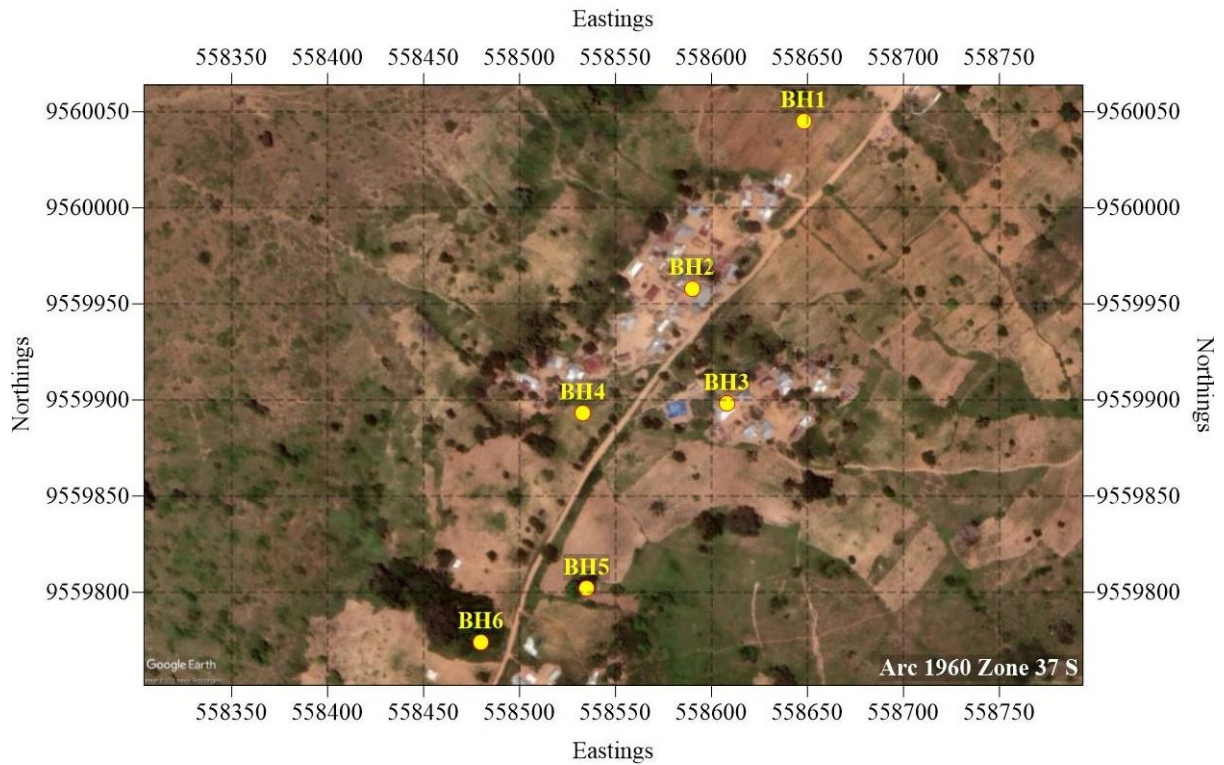 Eastings
558350 558400 558450 558500 558550 558600 558650 558700 558750
BH1
9560050 9560050
9560000 9560000
BH2
9559950 9559950
Northings Northings
BH3
BH4
9559900 9559900
9559850 9559850
BH5
9559800 9559800
BH6
Google Earth
Arc 1960 Zone 37 S
558350 558400 558450 558500 558550 558600 558650 558700 558750
Eastings